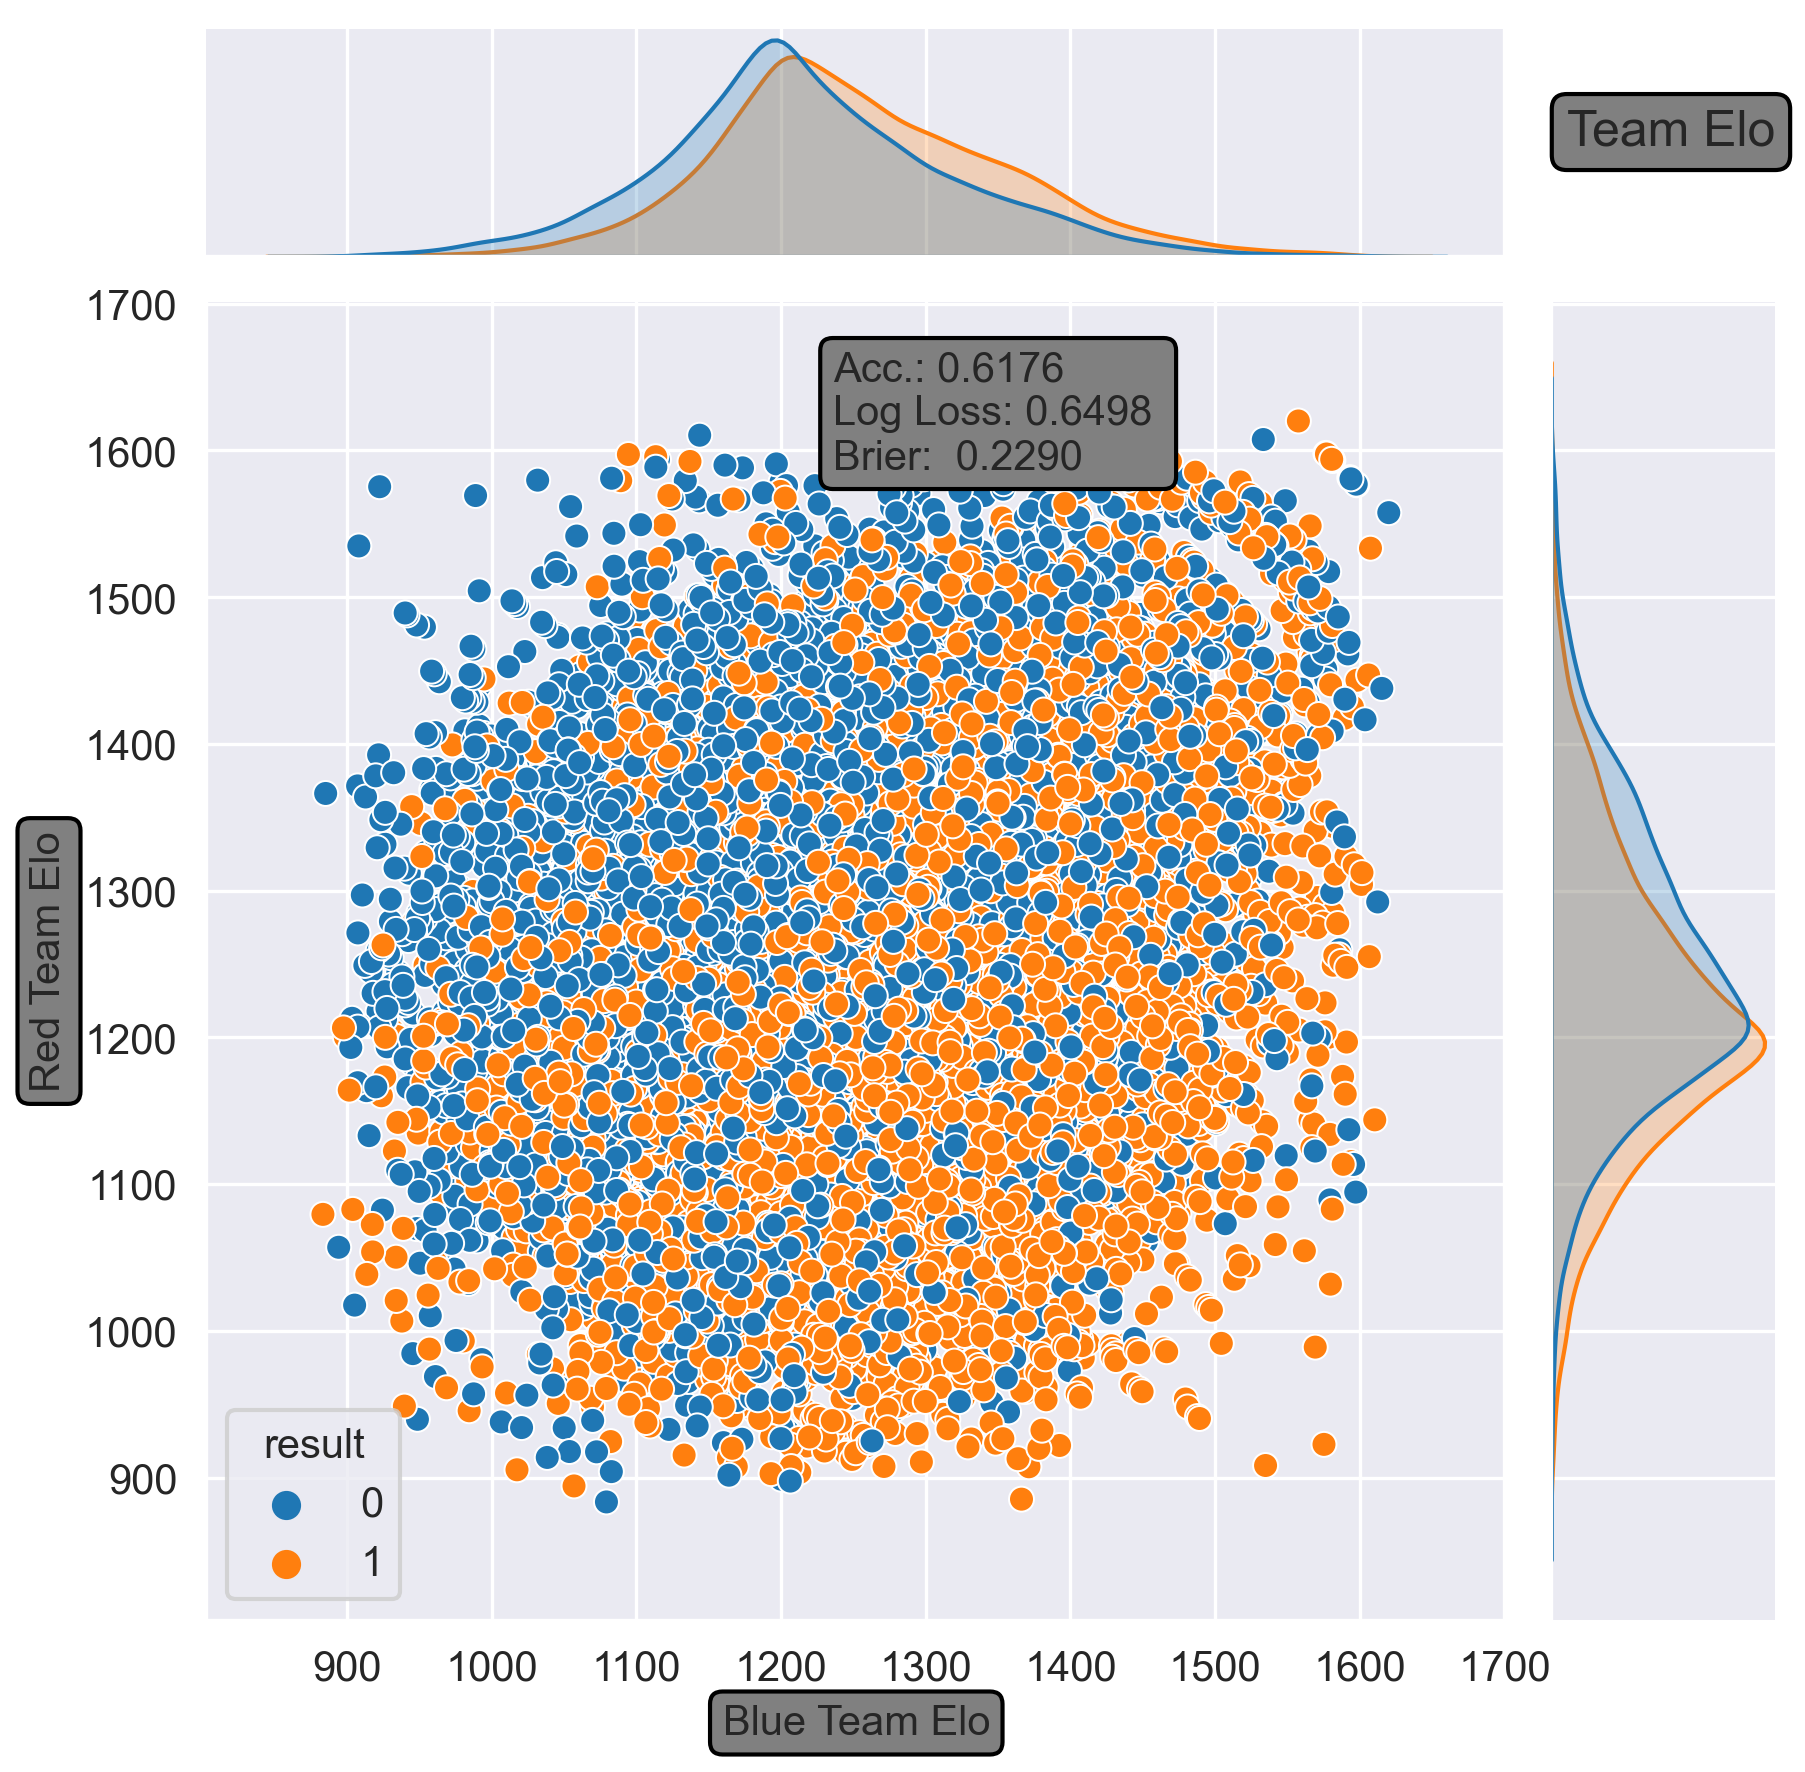 Team Elo
1700
1600
1500
1400
1300
1200
1100
1000
900
Red Team Elo
Acc.: 0.6176
Log Loss: 0.6498
Brier:  0.2290
result
0
1
900 1000 1100 1200 1300 1400 1500 1600 1700
Blue Team Elo